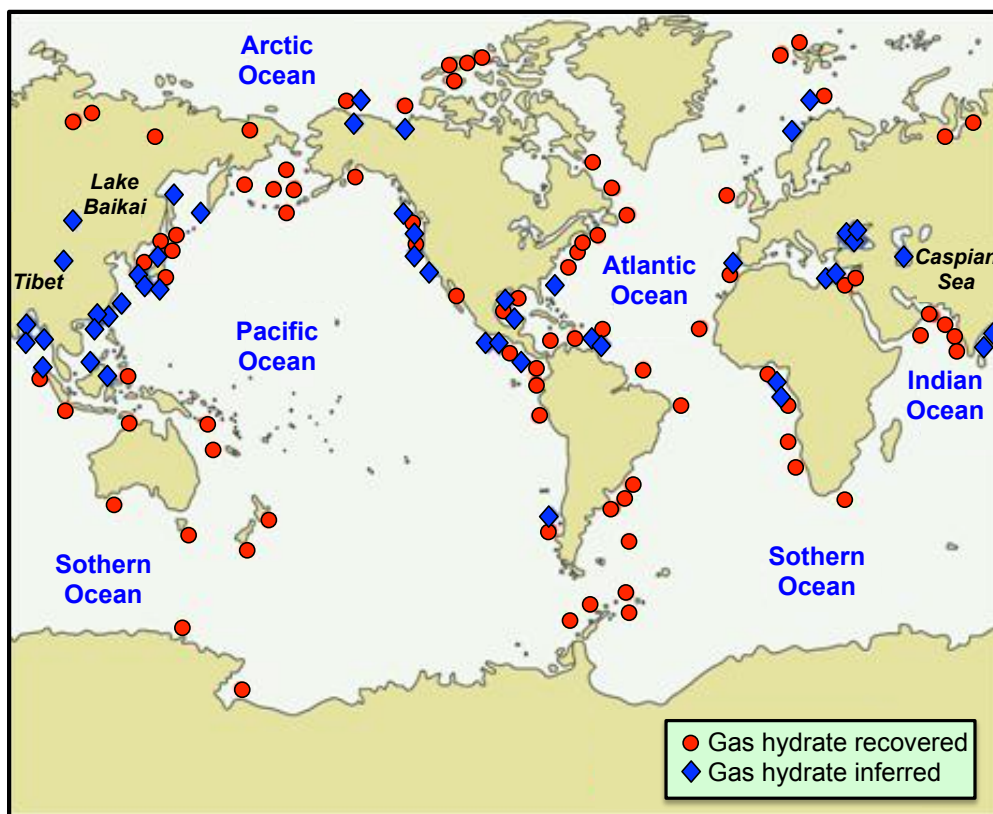 Arctic
Ocean
Lake
Baikai
Tibet
Atlantic
Ocean
Caspian
Sea
Pacific
Ocean
Indian
Ocean
Sothern
Ocean
Sothern
Ocean
Gas hydrate recovered
Gas hydrate inferred